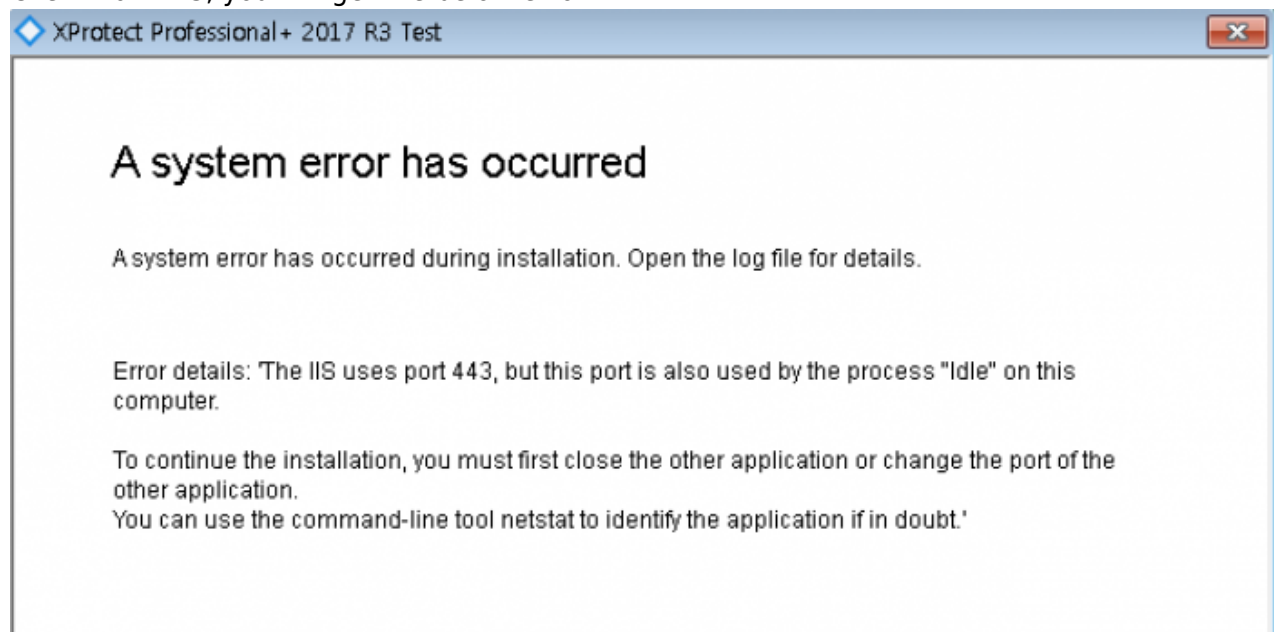 XProtect Professional+ 2017 R3 Test
A system error has occurred
A system error has occurred during installation. Open the log file for details.
Error details: 'The IIS uses port 443, but this port is also used by the process "Idle" on this
computer.
To continue the installation, you must first close the other application or change the port of the
other application.
You can use the command-line tool netstat to identify the application if in doubt.'